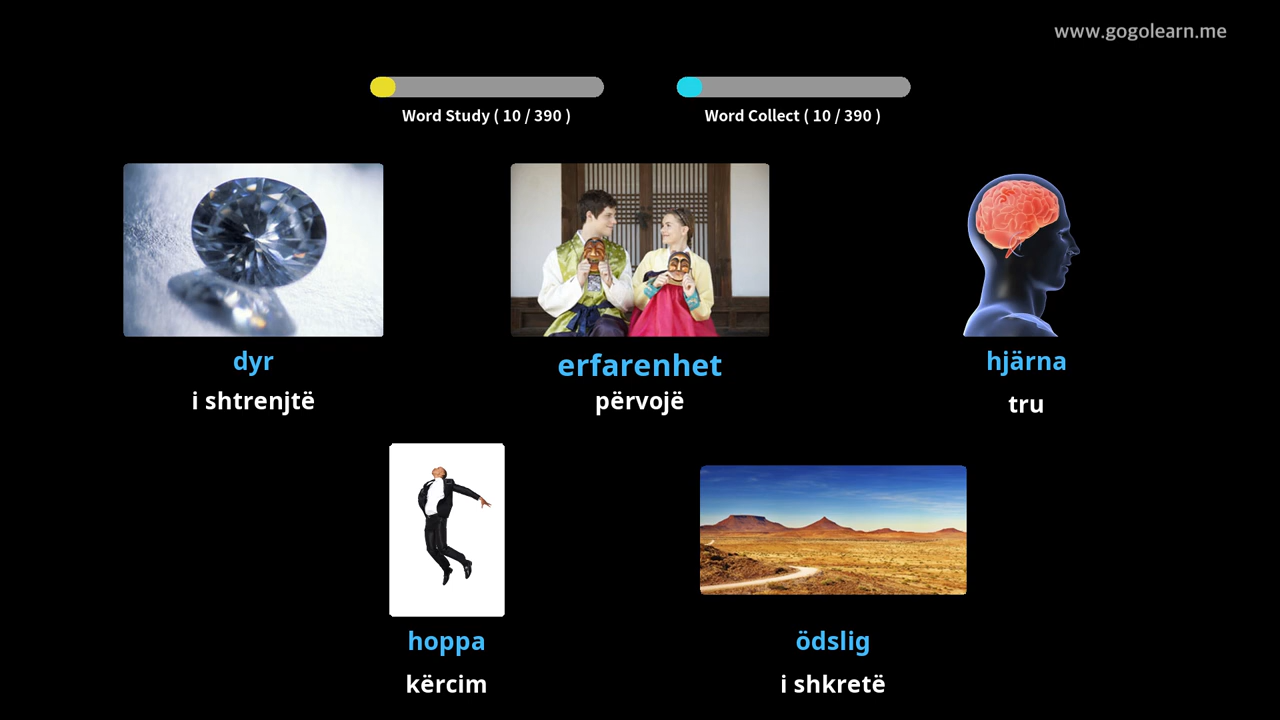 www.gogolearn.me
Word Study ( 10 / 390 )
Word Collect ( 10 / 390 )
dyr
i shtrenjtë
erfarenhet
përvojë
hjärna
tru
hoppa
kërcim
ödslig
i shkretë